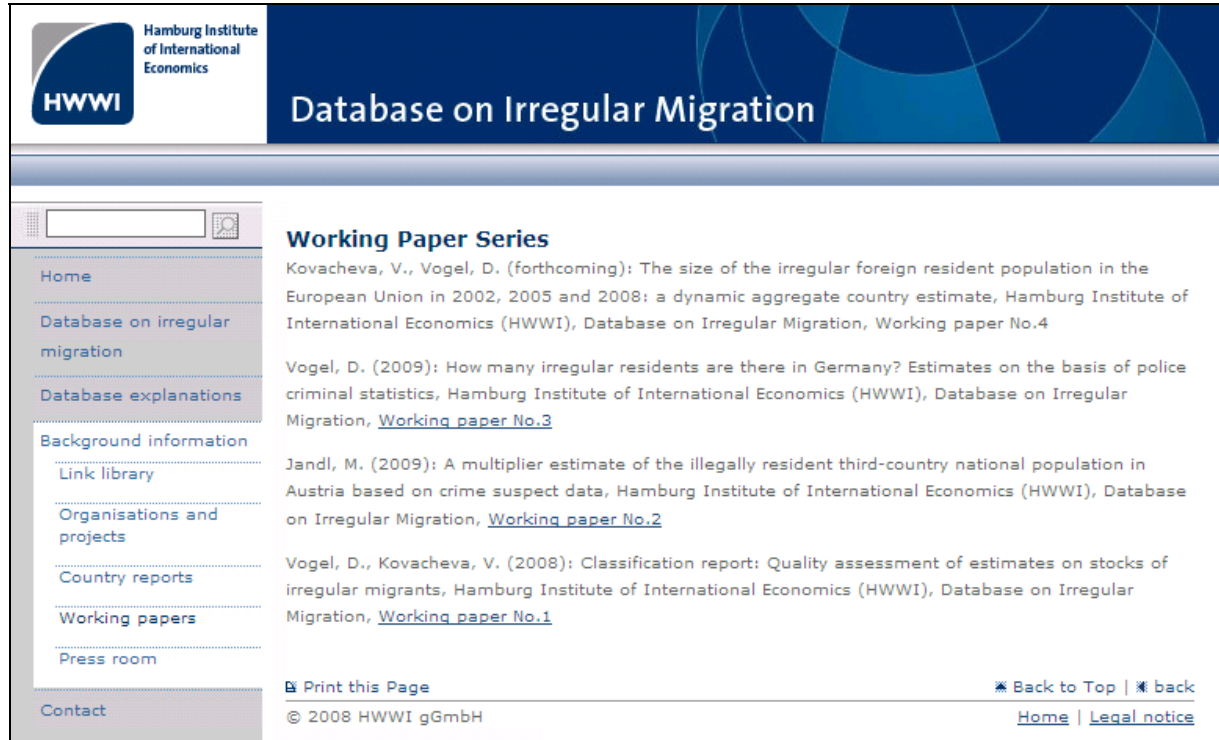 Hamburg Institute
of International
Economics
HWWI
Database on Irregular Migration
Home
Database on irregular
migration
Database explanations
Background information
Link library
Organisations and
projects
Country reports
Working papers
Press room
Contact
Working Paper Series
Kovacheva, V., Vogel, D. (forthcoming): The size of the irregular foreign resident population in the
European Union in 2002, 2005 and 2008: a dynamic aggregate country estimate, Hamburg Institute of
International Economics (HWWI), Database on Irregular Migration, Working paper No.4
Vogel, D. (2009): How many irregular residents are there in Germany? Estimates on the basis of police
criminal statistics, Hamburg Institute of International Economics (HWWI), Database on Irregular
Migration, Working paper No.3
Jandl, M. (2009): A multiplier estimate of the illegally resident third-country national population in
Austria based on crime suspect data, Hamburg Institute of International Economics (HWWI), Database
on Irregular Migration, Working paper No.2
Vogel, D., Kovacheva, V. (2008): Classification report: Quality assessment of estimates on stocks of
irregular migrants, Hamburg Institute of International Economics (HWWI), Database on Irregular
Migration, Working paper No.1
Print this Page
Back to Top | back
© 2008 HWWI gGmbH
Home | Legal notice